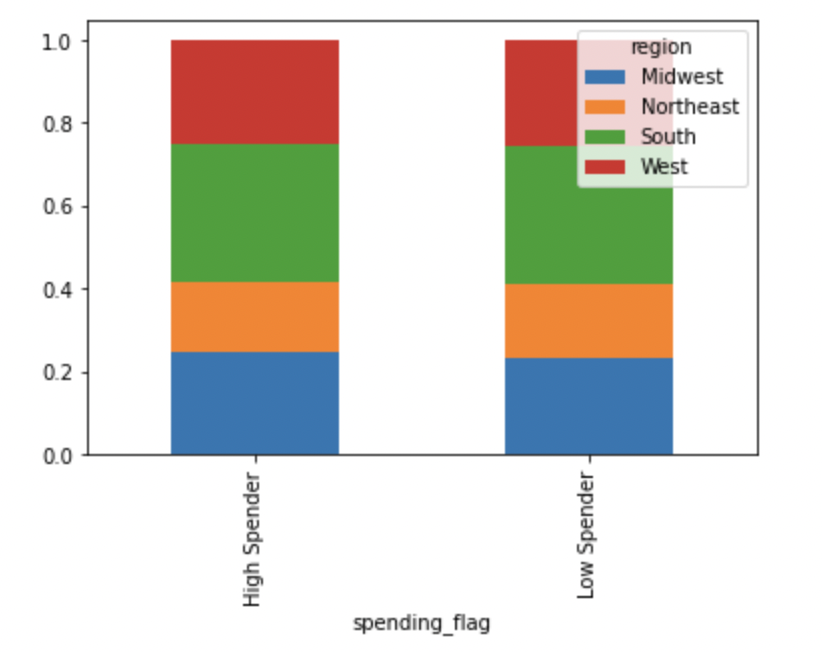 1.0
0.8
0.6
0.4
0.2
0.0
region
Midwest
Northeast
South
West
High Spender
Low Spender
spending_flag